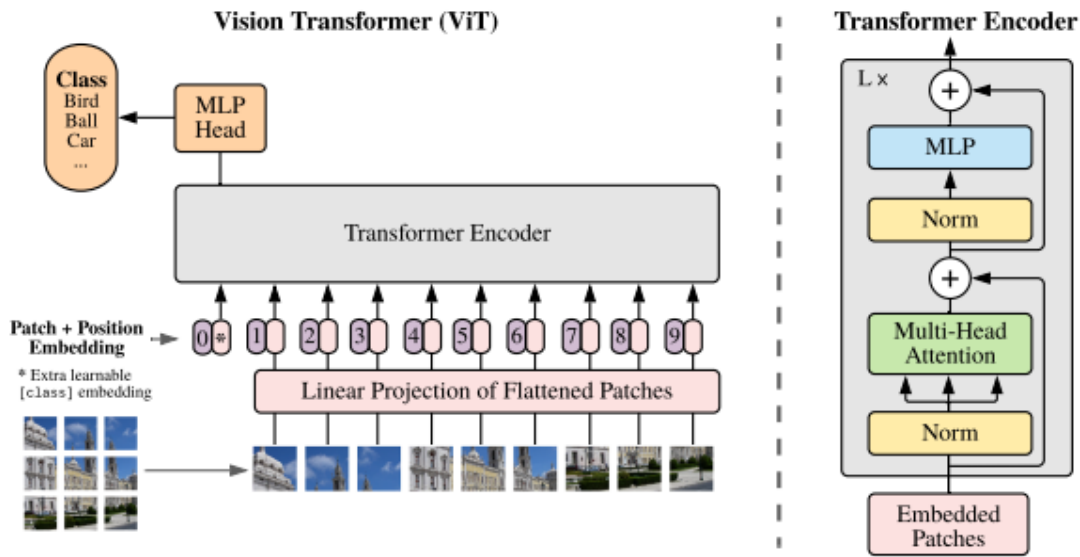 Vision Transformer (ViT)
Class
Bird
Ball
Car
...
MLP
Head
Transformer Encoder
Patch + Position
Embedding
* Extra learnable
[class] embedding
0 * 1 2 3 4 5 6 7 8 9
Linear Projection of Flattened Patches
Transformer Encoder
L ×
+
MLP
Norm
+
Multi-Head
Attention
Norm
Embedded
Patches